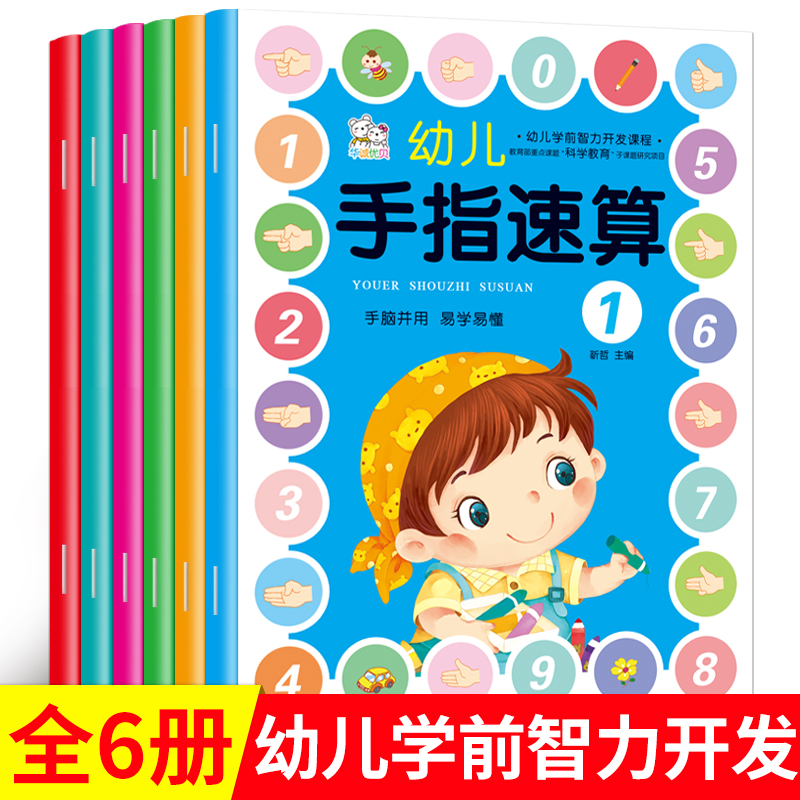 0
1
5
华诚优贝
幼儿
·幼儿学前智力开发课程·
教育部重点课题“科学教育”子课题研究项目
手指速算
YOUER SHOUZHI SUSUAN
手脑并用 易学易懂
1
靳哲 主编
2
6
3
7
4
9
8
全6册
幼儿学前智力开发